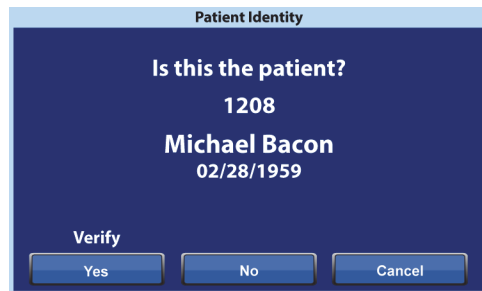 Patient Identity
Is this the patient?
1208
Michael Bacon
02/28/1959
Verify
Yes No Cancel